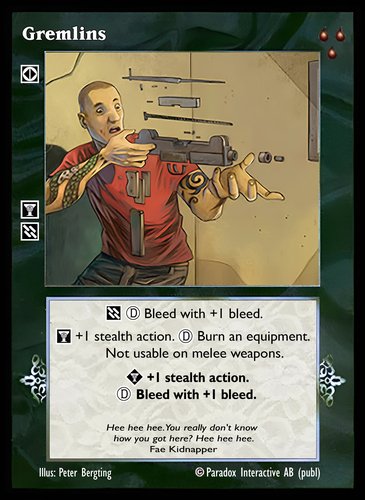 Gremlins
Ⓓ Bleed with +1 bleed.
+1 stealth action. Ⓓ Burn an equipment.
Not usable on melee weapons.
+1 stealth action.
Ⓓ Bleed with +1 bleed.
Hee hee hee. You really don't know
how you got here? Hee hee hee.
Fae Kidnapper
Illus: Peter Bergting © Paradox Interactive AB (publ)